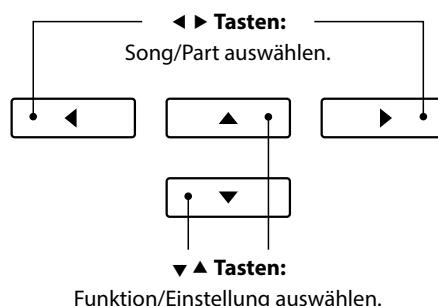 ◀ ▶ Tasten:
Song/Part auswählen.
◀ ▲ ▶
▼
▼ ▲ Tasten:
Funktion/Einstellung auswählen.